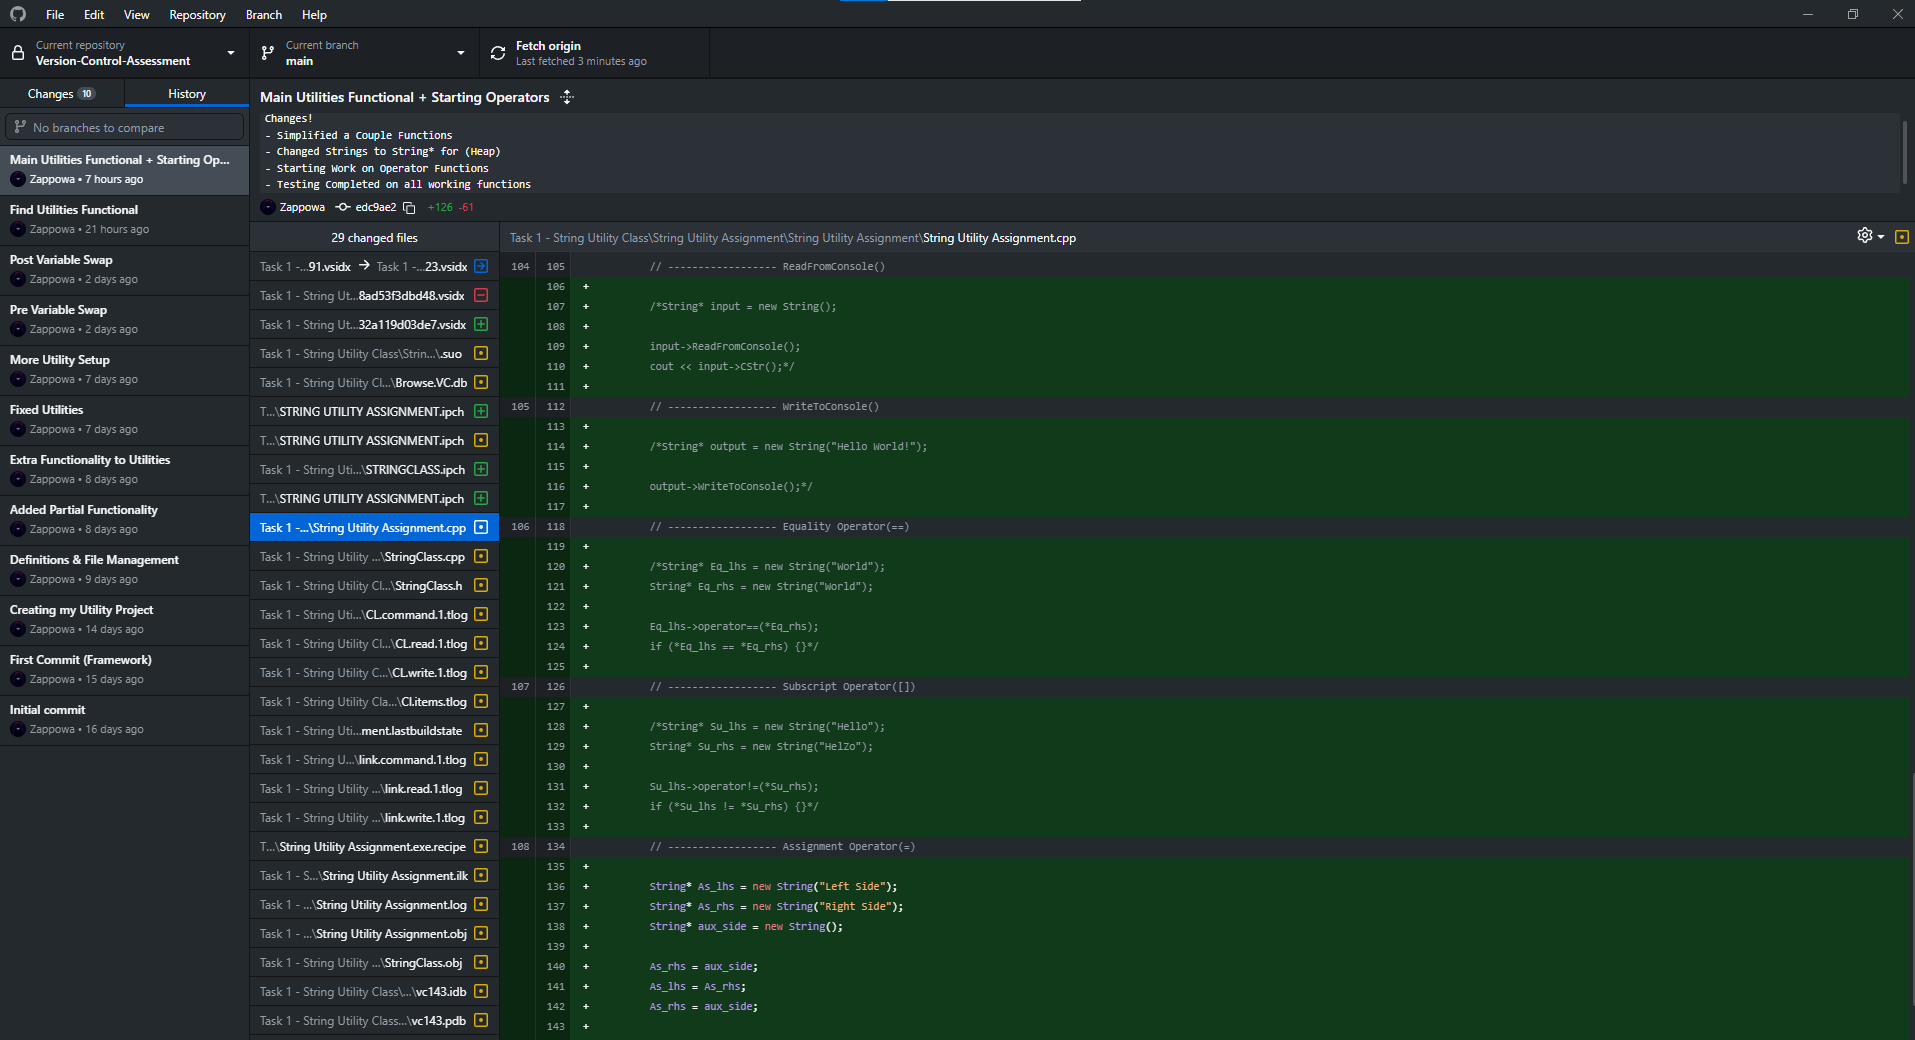 File Edit View Repository Branch Help
Current repository
Version-Control-Assessment
Current branch
main
Fetch origin
Last fetched 3 minutes ago
Changes 10
History
No branches to compare
Main Utilities Functional + Starting Op...
Zappowa • 7 hours ago
Find Utilities Functional
Zappowa • 21 hours ago
Post Variable Swap
Zappowa • 2 days ago
Pre Variable Swap
Zappowa • 2 days ago
More Utility Setup
Zappowa • 7 days ago
Fixed Utilities
Zappowa • 7 days ago
Extra Functionality to Utilities
Zappowa • 8 days ago
Added Partial Functionality
Zappowa • 8 days ago
Definitions & File Management
Zappowa • 9 days ago
Creating my Utility Project
Zappowa • 14 days ago
First Commit (Framework)
Zappowa • 15 days ago
Initial commit
Zappowa • 16 days ago
Main Utilities Functional + Starting Operators
Changes!
- Simplified a Couple Functions
- Changed Strings to String* for (Heap)
- Starting Work on Operator Functions
- Testing Completed on all working functions
Zappowa edc9ae2 +126 -61
29 changed files
Task 1 -...91.vsidx → Task 1 -...23.vsidx
Task 1 - String Ut...8ad53f3dbd48.vsidx
Task 1 - String Ut...32a119d03de7.vsidx
Task 1 - String Utility Class\Strin...\.suo
Task 1 - String Utility Cl...\Browse.VC.db
T...\STRING UTILITY ASSIGNMENT.ipch
T...\STRING UTILITY ASSIGNMENT.ipch
Task 1 - String Uti...\STRINGCLASS.ipch
T...\STRING UTILITY ASSIGNMENT.ipch
Task 1 -...\String Utility Assignment.cpp
Task 1 - String Utility ...\StringClass.cpp
Task 1 - String Utility Cl...\StringClass.h
Task 1 - String Uti...\CL.command.1.tlog
Task 1 - String Utility Cl...\CL.read.1.tlog
Task 1 - String Utility C...\CL.write.1.tlog
Task 1 - String Utility Cla...\Cl.items.tlog
Task 1 - String Uti...ment.lastbuildstate
Task 1 - String U...\link.command.1.tlog
Task 1 - String Utility ...\link.read.1.tlog
Task 1 - String Utility ...\link.write.1.tlog
T...\String Utility Assignment.exe.recipe
Task 1 - S...\String Utility Assignment.ilk
Task 1 - ...\String Utility Assignment.log
Task 1 - ...\String Utility Assignment.obj
Task 1 - String Utility ...\StringClass.obj
Task 1 - String Utility Class\...\vc143.idb
Task 1 - String Utility Class...\vc143.pdb
Task 1 - String Utility Class\String Utility Assignment\String Utility Assignment\String Utility Assignment.cpp
104 105 // ------------------ ReadFromConsole()
106 +
107 + /*String* input = new String();
108 +
109 + input->ReadFromConsole();
110 + cout << input->CStr();*/
111 +
105 112 // ------------------ WriteToConsole()
113 +
114 + /*String* output = new String("Hello World!");
115 +
116 + output->WriteToConsole();*/
117 +
106 118 // ------------------ Equality Operator(==)
119 +
120 + /*String* Eq_lhs = new String("World");
121 + String* Eq_rhs = new String("World");
122 +
123 + Eq_lhs->operator==(*Eq_rhs);
124 + if (*Eq_lhs == *Eq_rhs) {}*/
125 +
107 126 // ------------------ Subscript Operator([])
127 +
128 + /*String* Su_lhs = new String("Hello");
129 + String* Su_rhs = new String("HelZo");
130 +
131 + Su_lhs->operator!=(*Su_rhs);
132 + if (*Su_lhs != *Su_rhs) {}*/
133 +
108 134 // ------------------ Assignment Operator(=)
135 +
136 + String* As_lhs = new String("Left Side");
137 + String* As_rhs = new String("Right Side");
138 + String* aux_side = new String();
139 +
140 + As_rhs = aux_side;
141 + As_lhs = As_rhs;
142 + As_rhs = aux_side;
143 +